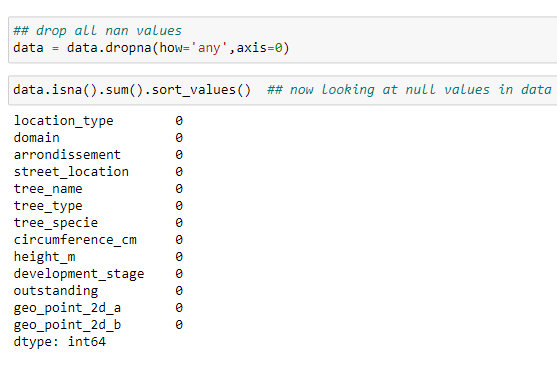 ## drop all nan values
data = data.dropna(how='any',axis=0)
data.isna().sum().sort_values()  ## now looking at null values in data
location_type        0
domain               0
arrondissement       0
street_location      0
tree_name            0
tree_type            0
tree_specie          0
circumference_cm     0
height_m             0
development_stage    0
outstanding          0
geo_point_2d_a       0
geo_point_2d_b       0
dtype: int64